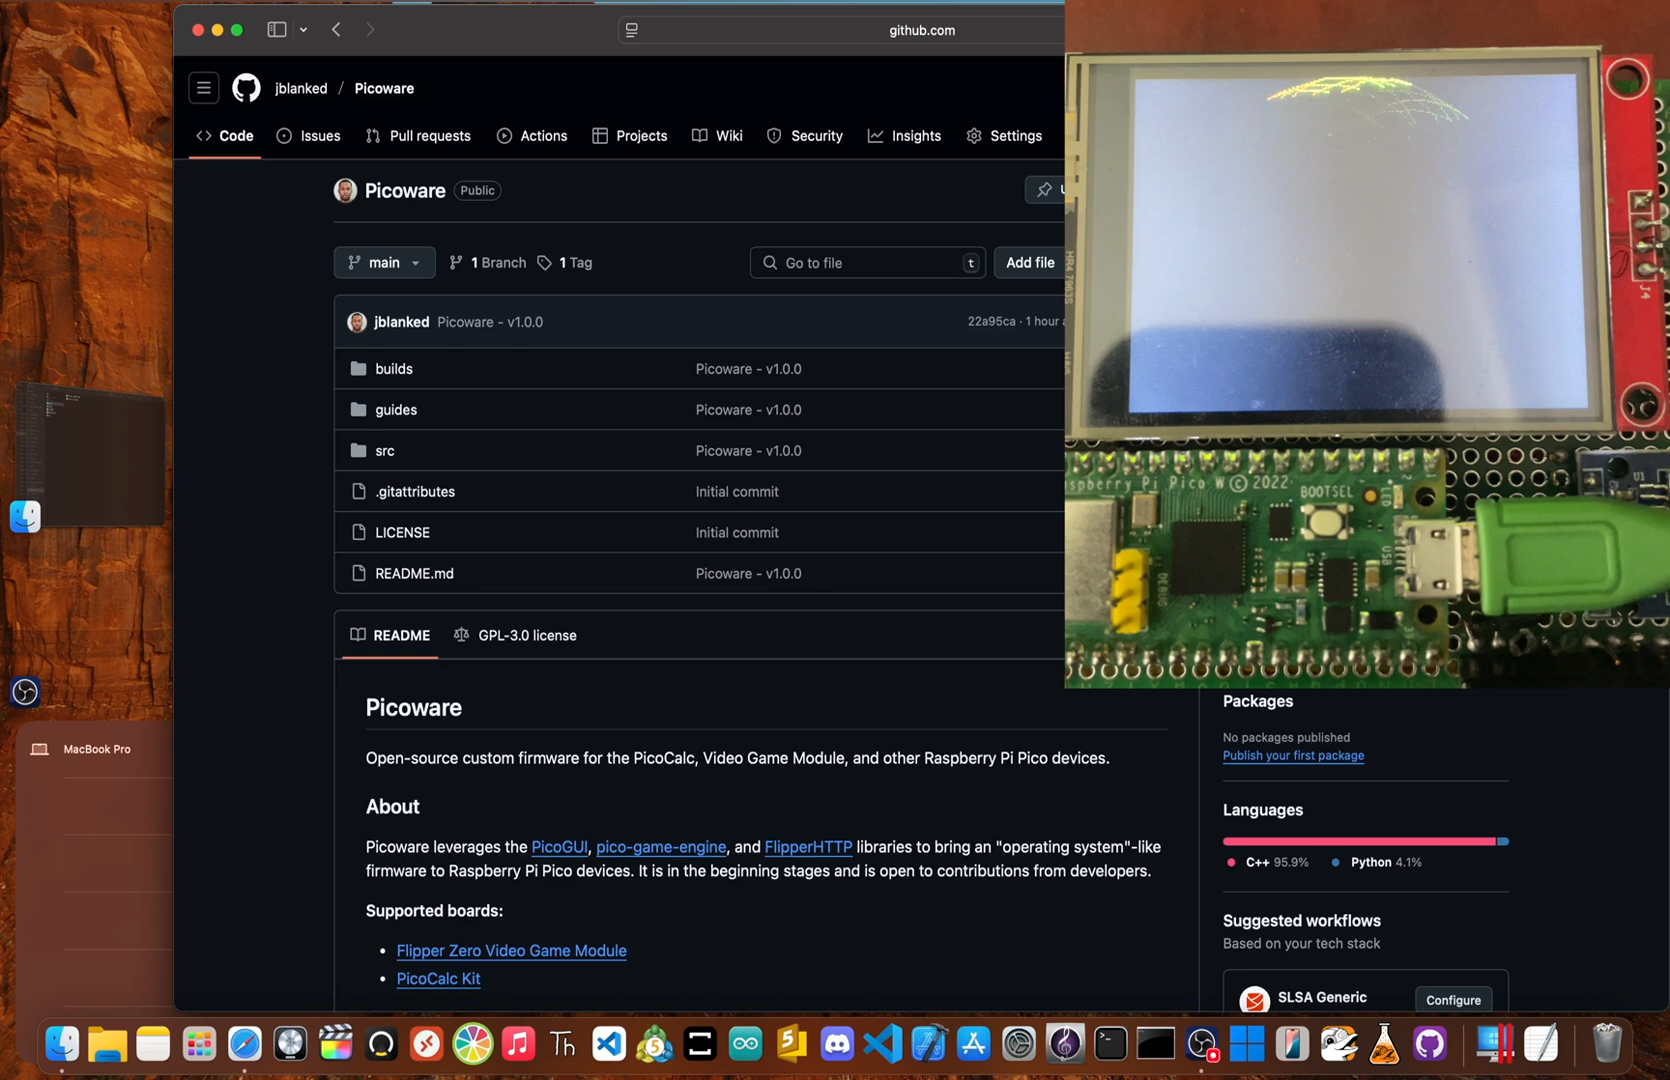 github.com
jblanked / Picoware
Code Issues Pull requests Actions Projects Wiki Security Insights Settings
Picoware Public
main 1 Branch 1 Tag Go to file t Add file
jblanked Picoware - v1.0.0 22a95ca · 1 hour
builds Picoware - v1.0.0
guides Picoware - v1.0.0
src Picoware - v1.0.0
.gitattributes Initial commit
LICENSE Initial commit
README.md Picoware - v1.0.0
README GPL-3.0 license
Picoware
Open-source custom firmware for the PicoCalc, Video Game Module, and other Raspberry Pi Pico devices.
About
Picoware leverages the PicoGUI, pico-game-engine, and FlipperHTTP libraries to bring an "operating system"-like
firmware to Raspberry Pi Pico devices. It is in the beginning stages and is open to contributions from developers.
Supported boards:
• Flipper Zero Video Game Module
• PicoCalc Kit
J4
spberry Pi Pico W © 2022
BOOTSEL
LED
USB
DEBUG
Packages
No packages published
Publish your first package
Languages
C++ 95.9% Python 4.1%
Suggested workflows
Based on your tech stack
SLSA Generic Configure
MacBook Pro
Th